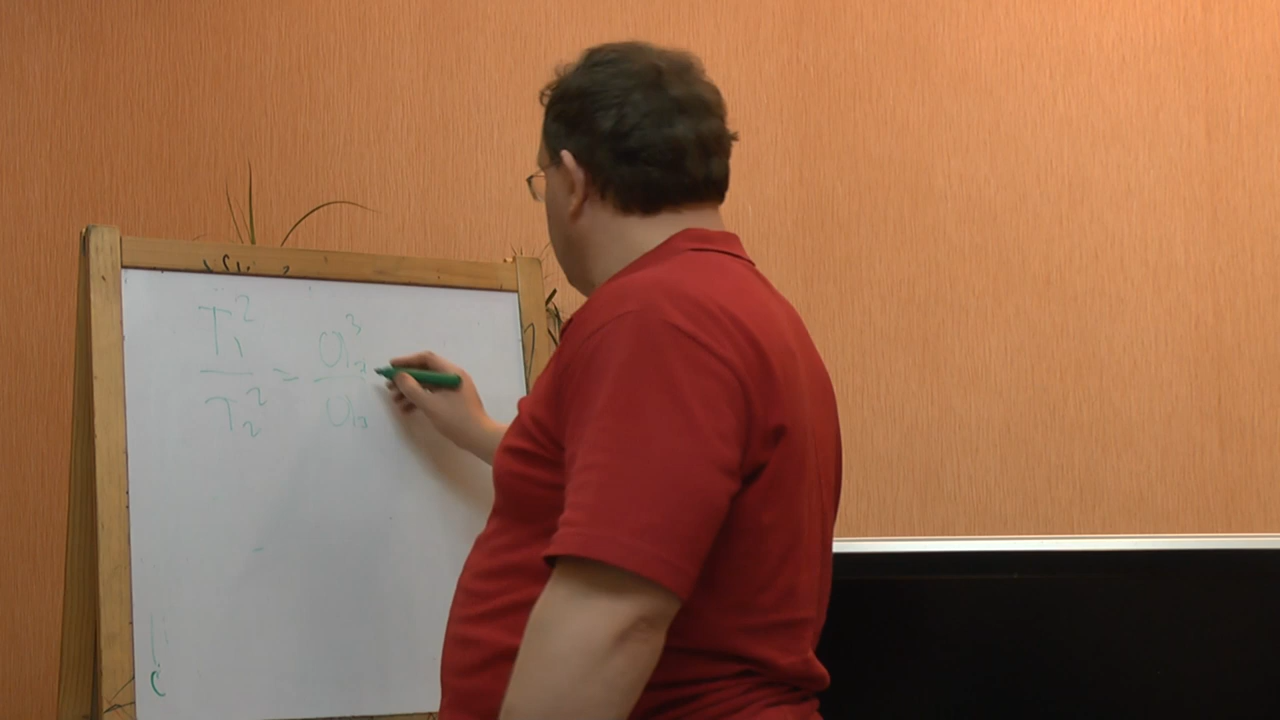 T₁² / T₂² = a₂³ / a₁₃